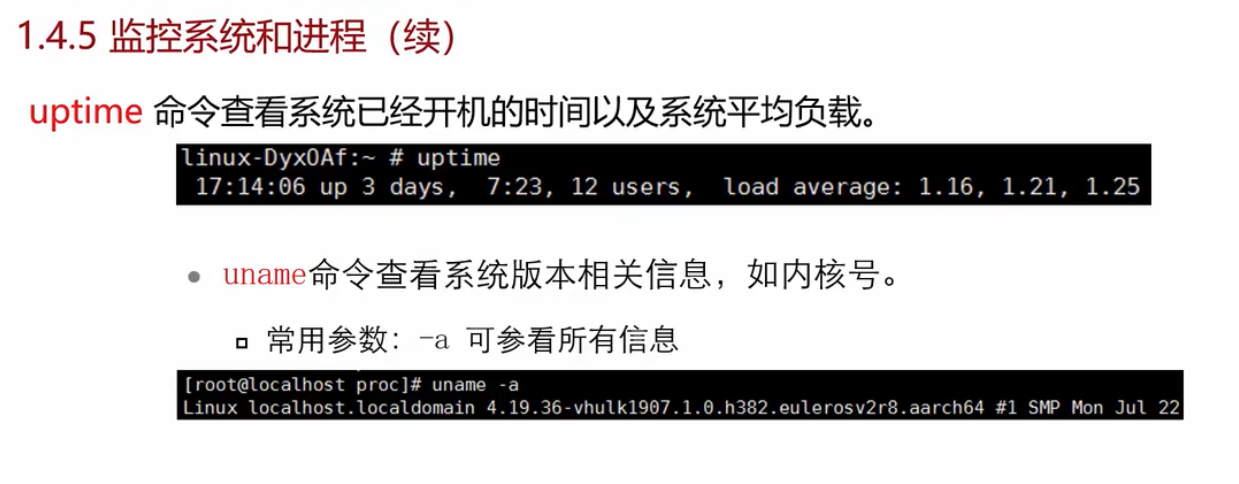 1.4.5 监控系统和进程（续）
uptime 命令查看系统已经开机的时间以及系统平均负载。
linux-DyxOAf:~ # uptime
17:14:06 up 3 days,  7:23, 12 users,  load average: 1.16, 1.21, 1.25
● uname命令查看系统版本相关信息，如内核号。
□ 常用参数：-a 可参看所有信息
[root@localhost proc]# uname -a
Linux localhost.localdomain 4.19.36-vhulk1907.1.0.h382.eulerosv2r8.aarch64 #1 SMP Mon Jul 22